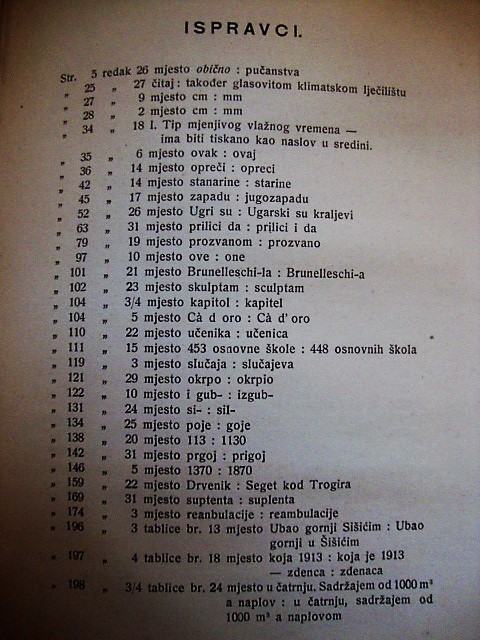 ISPRAVCI.
Str. 5 redak 26 mjesto obično : pučanstva
„ 25 „ 27 čitaj: također glasovitom klimatskom lječilištu
„ 27 „ 9 mjesto cm : mm
„ 28 „ 2 mjesto cm : mm
„ 34 „ 18 I. Tip mjenjivog vlažnog vremena —
ima biti tiskano kao naslov u sredini.
„ 35 „ 6 mjesto ovak : ovaj
„ 36 „ 14 mjesto opreči : opreci
„ 42 „ 14 mjesto stanarine : starine
„ 45 „ 17 mjesto zapadu : jugozapadu
„ 52 „ 26 mjesto Ugri su : Ugarski su kraljevi
„ 63 „ 31 mjesto prilici da : prilici i da
„ 79 „ 19 mjesto prozvanom : prozvano
„ 97 „ 10 mjesto ove : one
„ 101 „ 21 mjesto Brunelleschi-la : Brunelleschi-a
„ 102 „ 23 mjesto skulptam : sculptam
„ 104 „ 3/4 mjesto kapitol : kapitel
„ 104 „ 5 mjesto Cà d oro : Cà d' oro
„ 110 „ 22 mjesto učenika : učenica
„ 111 „ 15 mjesto 453 osnovne škole : 448 osnovnih škola
„ 119 „ 3 mjesto slučaja : slučajeva
„ 121 „ 29 mjesto okrpo : okrpio
„ 122 „ 10 mjesto i gub- : izgub-
„ 131 „ 24 mjesto si- : sil-
„ 134 „ 25 mjesto poje : goje
„ 138 „ 20 mjesto 113 : 1130
„ 142 „ 31 mjesto prgoj : prigoj
„ 146 „ 5 mjesto 1370 : 1870
„ 159 „ 22 mjesto Drvenik : Seget kod Trogira
„ 169 „ 31 mjesto suptenta : suplenta
„ 174 „ 3 mjesto reanbulacije : reambulacije
„ 196 „ 3 tablice br. 13 mjesto Ubao gornji Sišićim : Ubao
gornji u Šišićim
„ 197 „ 4 tablice br. 18 mjesto koja 1913 : koja je 1913
— zdenca : zdenaca
„ 198 „ 3/4 tablice br. 24 mjesto u čatrnju. Sadržajem od 1000 m³
a naplov : u čatrnju, sadržajem od
1000 m³ a naplovom